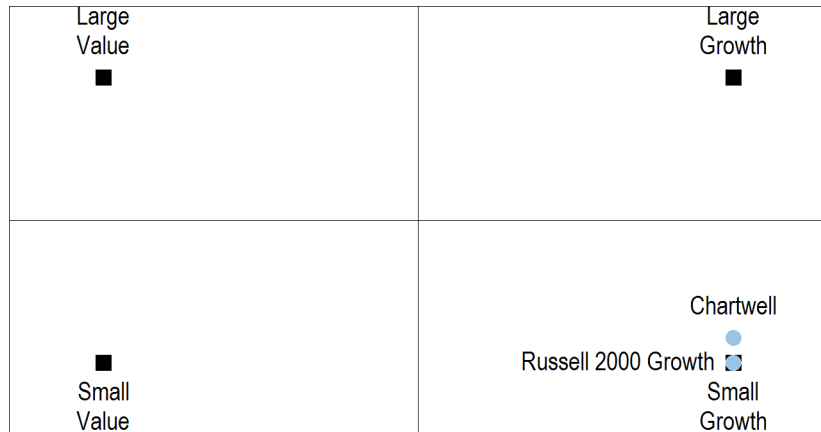 Large
Value
Large
Growth
Chartwell
Russell 2000 Growth
Small
Value
Small
Growth